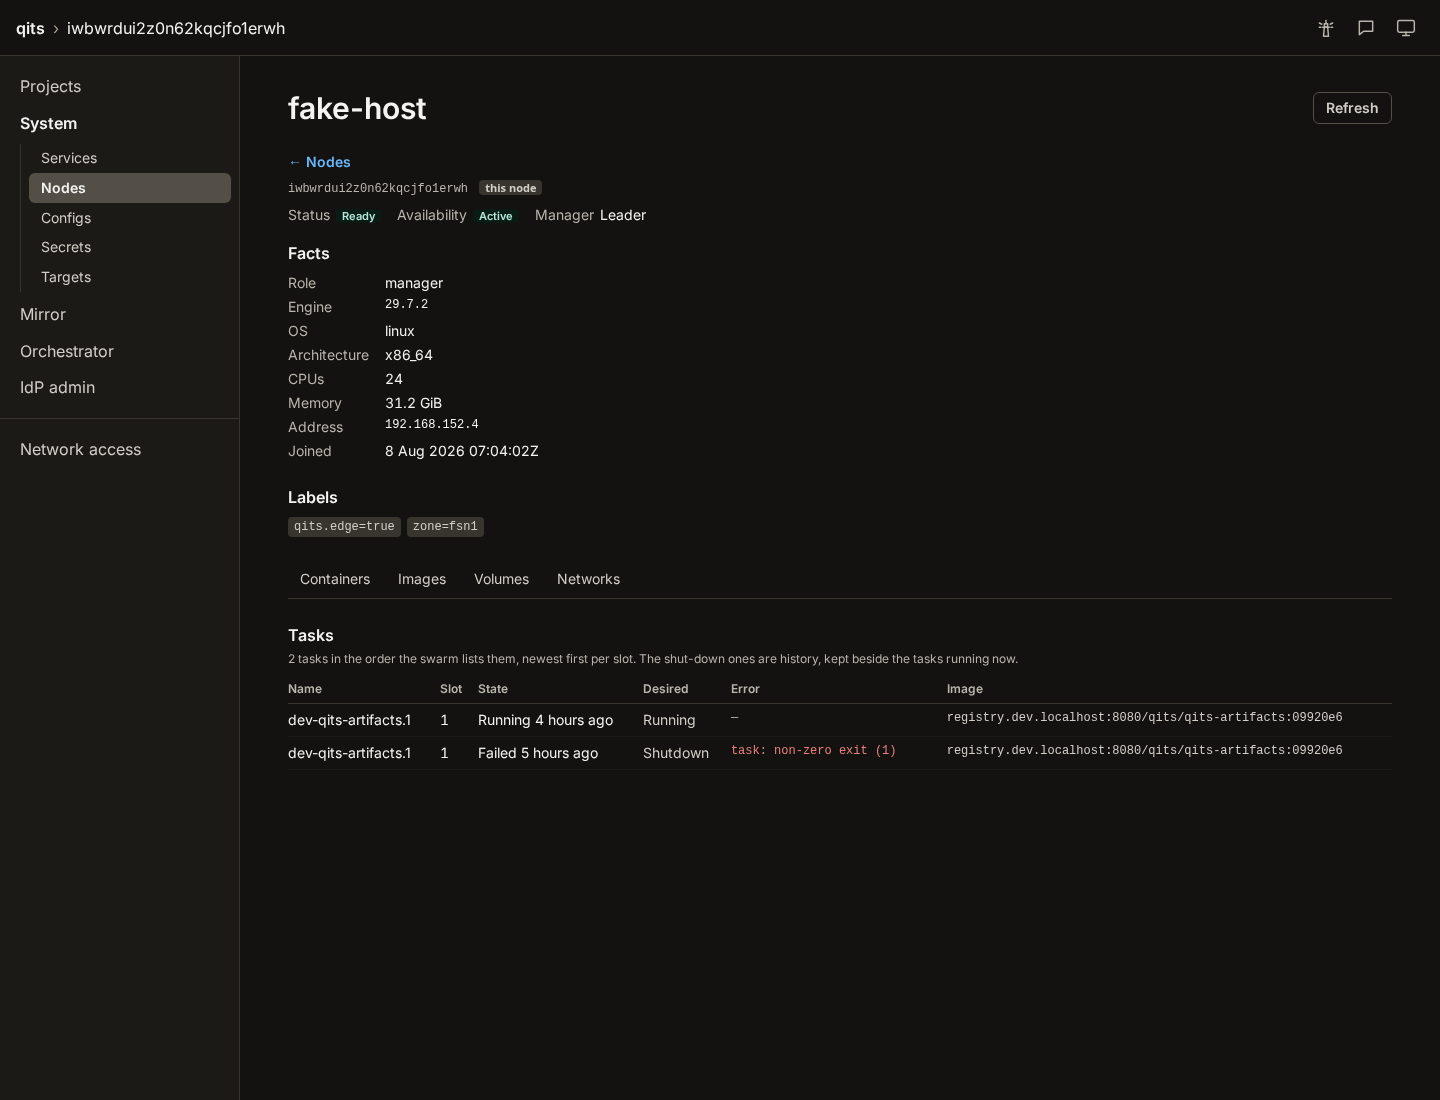 qits › iwbwrdui2z0n62kqcjfo1erwh
Projects
System
Services
Nodes
Configs
Secrets
Targets
Mirror
Orchestrator
IdP admin
Network access
fake-host
Refresh
← Nodes
iwbwrdui2z0n62kqcjfo1erwh this node
Status Ready Availability Active Manager Leader
Facts
Role manager
Engine 29.7.2
OS linux
Architecture x86_64
CPUs 24
Memory 31.2 GiB
Address 192.168.152.4
Joined 8 Aug 2026 07:04:02Z
Labels
qits.edge=true zone=fsn1
Containers Images Volumes Networks
Tasks
2 tasks in the order the swarm lists them, newest first per slot. The shut-down ones are history, kept beside the tasks running now.
Name Slot State Desired Error Image
dev-qits-artifacts.1 1 Running 4 hours ago Running — registry.dev.localhost:8080/qits/qits-artifacts:09920e6
dev-qits-artifacts.1 1 Failed 5 hours ago Shutdown task: non-zero exit (1) registry.dev.localhost:8080/qits/qits-artifacts:09920e6